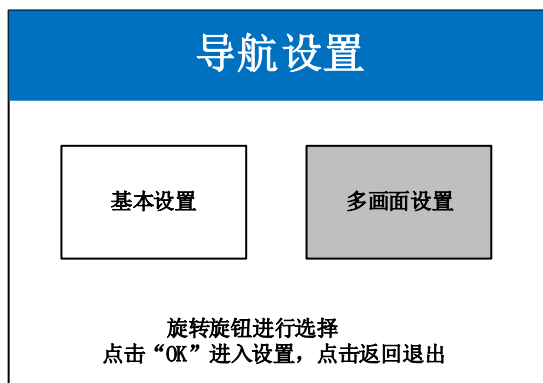 导航设置
基本设置
多画面设置
旋转旋钮进行选择
点击“OK”进入设置，点击返回退出